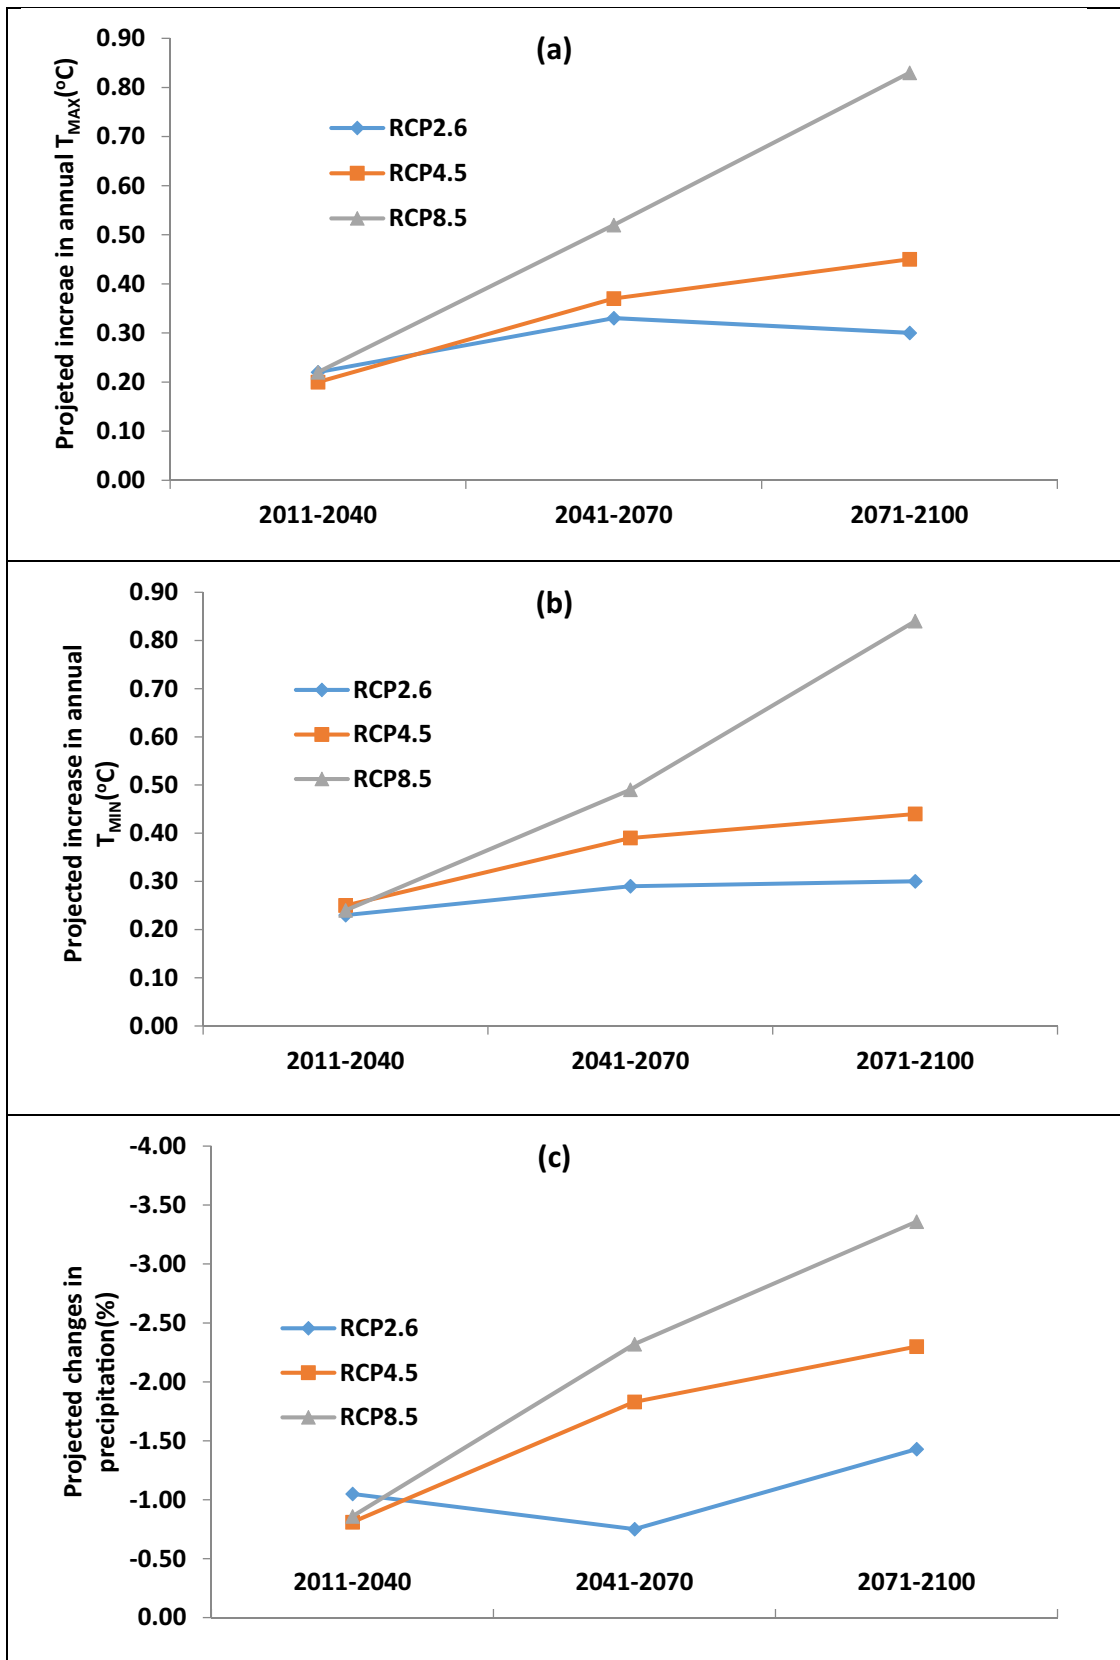 (a)
Projeted increae in annual T_MAX(ºC)
0.90
0.80
0.70
0.60
0.50
0.40
0.30
0.20
0.10
0.00
RCP2.6
RCP4.5
RCP8.5
2011-2040 2041-2070 2071-2100
(b)
Projected increase in annual
T_MIN(ºC)
0.90
0.80
0.70
0.60
0.50
0.40
0.30
0.20
0.10
0.00
RCP2.6
RCP4.5
RCP8.5
2011-2040 2041-2070 2071-2100
(c)
Projected changes in
precipitation(%)
-4.00
-3.50
-3.00
-2.50
-2.00
-1.50
-1.00
-0.50
0.00
RCP2.6
RCP4.5
RCP8.5
2011-2040 2041-2070 2071-2100